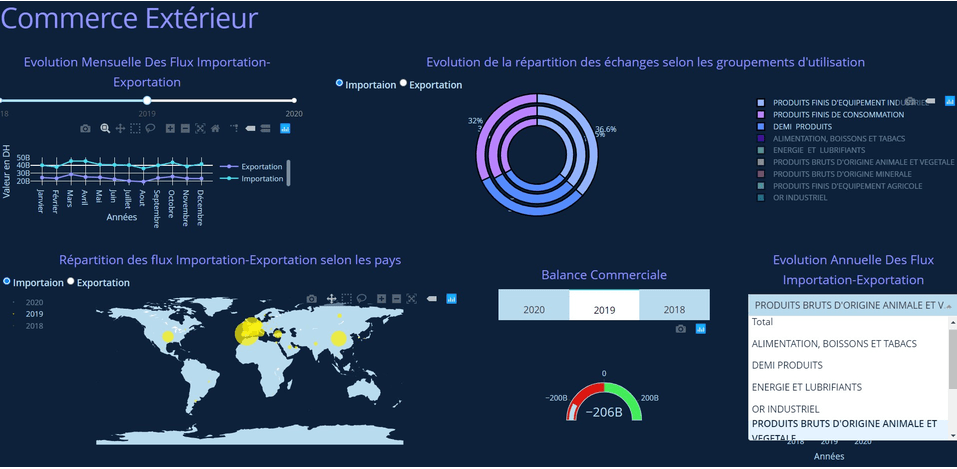 Commerce Extérieur
Evolution Mensuelle Des Flux Importation-
Exportation
18
2019
2020
Valeur en DH
50B
40B
30B
20B
Exportation
Importation
Janvier
Février
Mars
Avril
Mai
Juin
Juillet
Aout
Septembre
Octobre
Novembre
Décembre
Années
Evolution de la répartition des échanges selon les groupements d'utilisation
Importaion
Exportation
32%
36.6%
PRODUITS FINIS D'EQUIPEMENT INDUSTRIEL
PRODUITS FINIS DE CONSOMMATION
DEMI PRODUITS
ALIMENTATION, BOISSONS ET TABACS
ENERGIE ET LUBRIFIANTS
PRODUITS BRUTS D'ORIGINE ANIMALE ET VEGETALE
PRODUITS BRUTS D'ORIGINE MINERALE
PRODUITS FINIS D'EQUIPEMENT AGRICOLE
OR INDUSTRIEL
Répartition des flux Importation-Exportation selon les pays
Importaion
Exportation
2020
2019
2018
Balance Commerciale
2020
2019
2018
0
−200B
200B
−206B
Evolution Annuelle Des Flux
Importation-Exportation
PRODUITS BRUTS D'ORIGINE ANIMALE ET V...
Total
ALIMENTATION, BOISSONS ET TABACS
DEMI PRODUITS
ENERGIE ET LUBRIFIANTS
OR INDUSTRIEL
PRODUITS BRUTS D'ORIGINE ANIMALE ET
VEGETALE
2018
2019
2020
Années